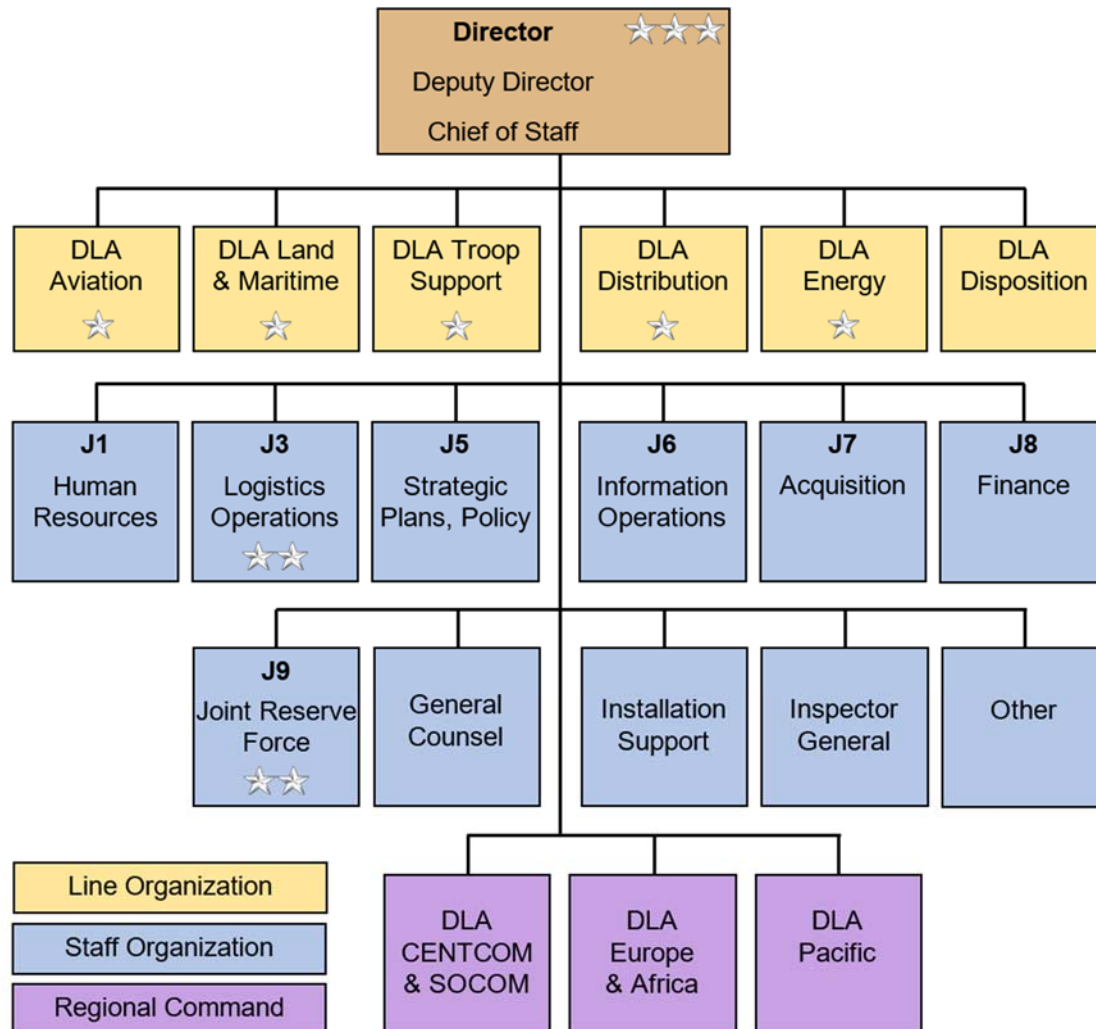 Director
Deputy Director
Chief of Staff
DLA
Aviation
DLA Land
& Maritime
DLA Troop
Support
DLA
Distribution
DLA
Energy
DLA
Disposition
J1
Human
Resources
J3
Logistics
Operations
J5
Strategic
Plans, Policy
J6
Information
Operations
J7
Acquisition
J8
Finance
J9
Joint Reserve
Force
General
Counsel
Installation
Support
Inspector
General
Other
Line Organization
Staff Organization
Regional Command
DLA
CENTCOM
& SOCOM
DLA
Europe
& Africa
DLA
Pacific